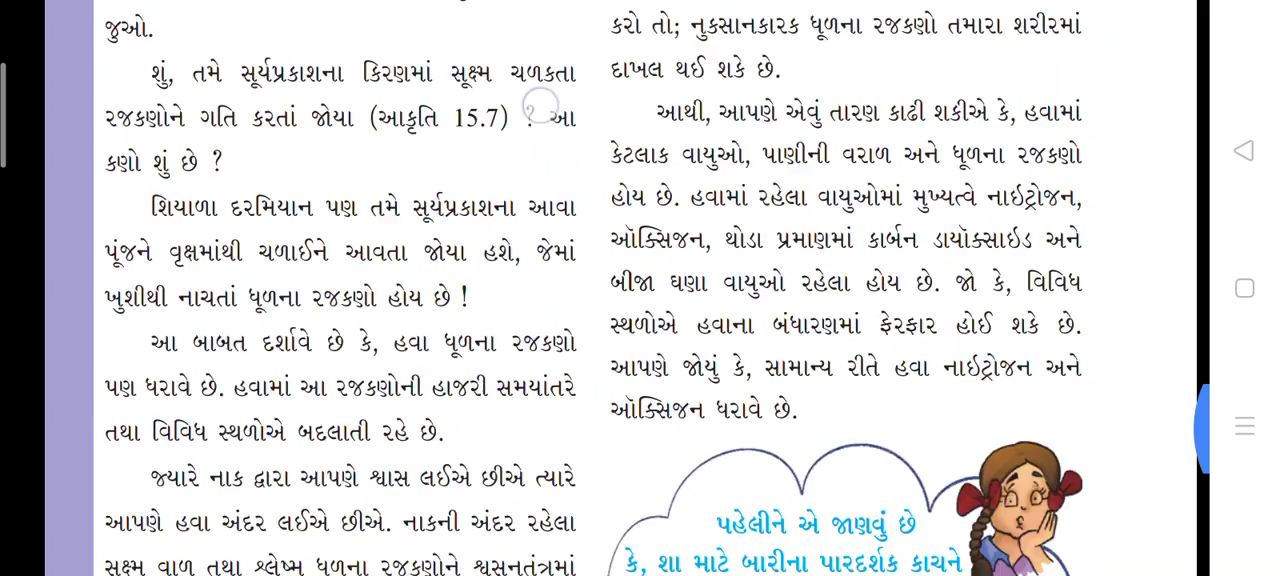 જુઓ.
શું, તમે સૂર્યપ્રકાશના કિરણમાં સૂક્ષ્મ ચળકતા
રજકણોને ગતિ કરતાં જોયા (આકૃતિ 15.7) ? આ
કણો શું છે ?
શિયાળા દરમિયાન પણ તમે સૂર્યપ્રકાશના આવા
પૂંજને વૃક્ષમાંથી ચળાઈને આવતા જોયા હશે, જેમાં
ખુશીથી નાચતાં ધૂળના રજકણો હોય છે !
આ બાબત દર્શાવે છે કે, હવા ધૂળના રજકણો
પણ ધરાવે છે. હવામાં આ રજકણોની હાજરી સમયાંતરે
તથા વિવિધ સ્થળોએ બદલાતી રહે છે.
જ્યારે નાક દ્વારા આપણે શ્વાસ લઈએ છીએ ત્યારે
આપણે હવા અંદર લઈએ છીએ. નાકની અંદર રહેલા
સૂક્ષ્મ વાળ તથા શ્લેષ્મ ધૂળના રજકણોને શ્વસનતંત્રમાં
કરો તો; નુકસાનકારક ધૂળના રજકણો તમારા શરીરમાં
દાખલ થઈ શકે છે.
આથી, આપણે એવું તારણ કાઢી શકીએ કે, હવામાં
કેટલાક વાયુઓ, પાણીની વરાળ અને ધૂળના રજકણો
હોય છે. હવામાં રહેલા વાયુઓમાં મુખ્યત્વે નાઇટ્રોજન,
ઑક્સિજન, થોડા પ્રમાણમાં કાર્બન ડાયૉક્સાઇડ અને
બીજા ઘણા વાયુઓ રહેલા હોય છે. જો કે, વિવિધ
સ્થળોએ હવાના બંધારણમાં ફેરફાર હોઈ શકે છે.
આપણે જોયું કે, સામાન્ય રીતે હવા નાઇટ્રોજન અને
ઑક્સિજન ધરાવે છે.
પહેલીને એ જાણવું છે
કે, શા માટે બારીના પારદર્શક કાચને